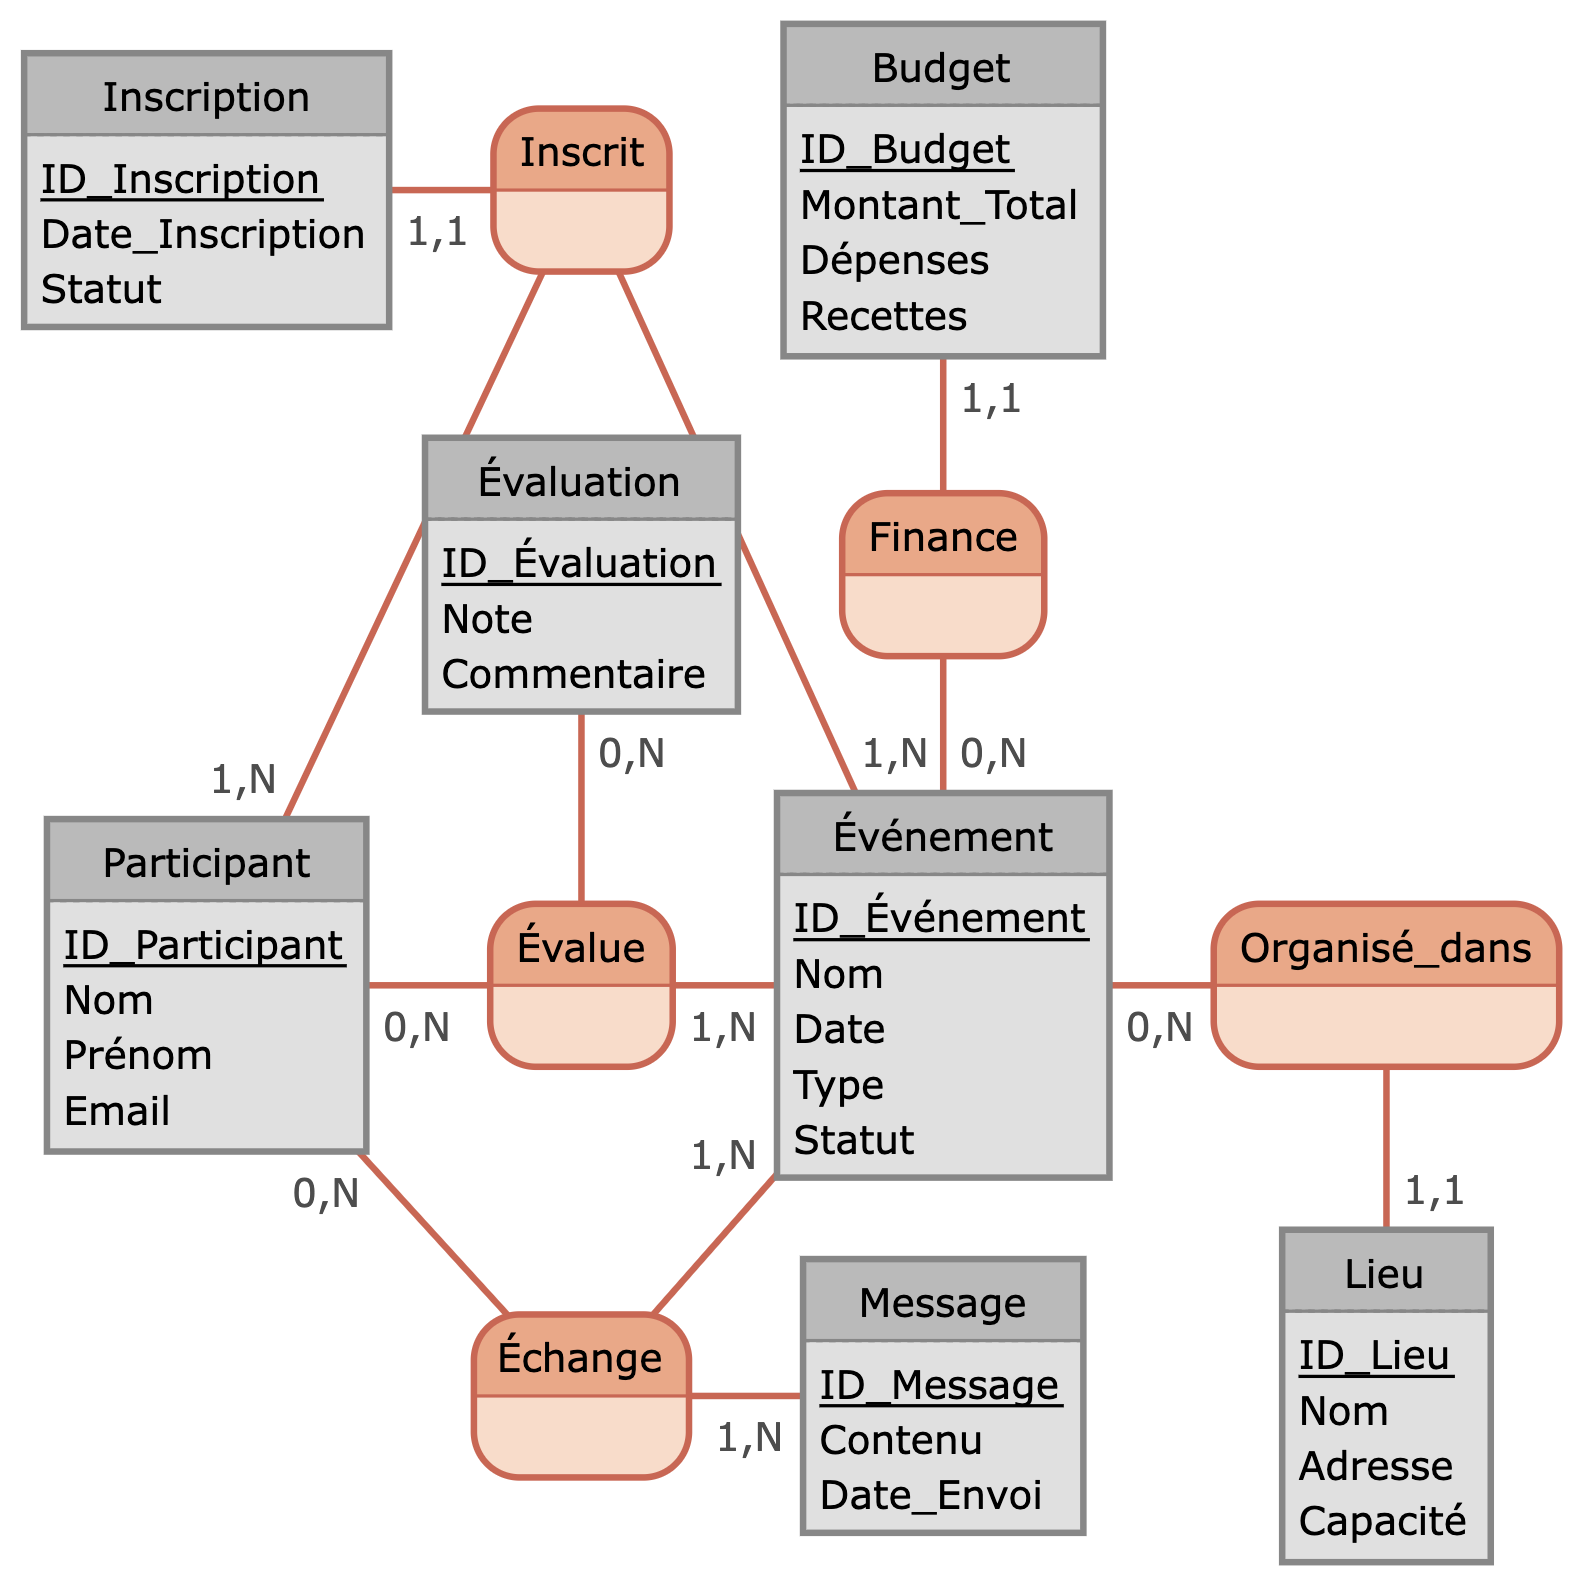 Inscription
ID_Inscription
Date_Inscription
Statut
1,1
Inscrit
Budget
ID_Budget
Montant_Total
Dépenses
Recettes
1,1
Évaluation
ID_Évaluation
Note
Commentaire
0,N
Finance
1,N
0,N
1,N
Participant
ID_Participant
Nom
Prénom
Email
0,N
Évalue
1,N
Événement
ID_Événement
Nom
Date
Type
Statut
0,N
Organisé_dans
1,1
0,N
1,N
Échange
1,N
Message
ID_Message
Contenu
Date_Envoi
Lieu
ID_Lieu
Nom
Adresse
Capacité